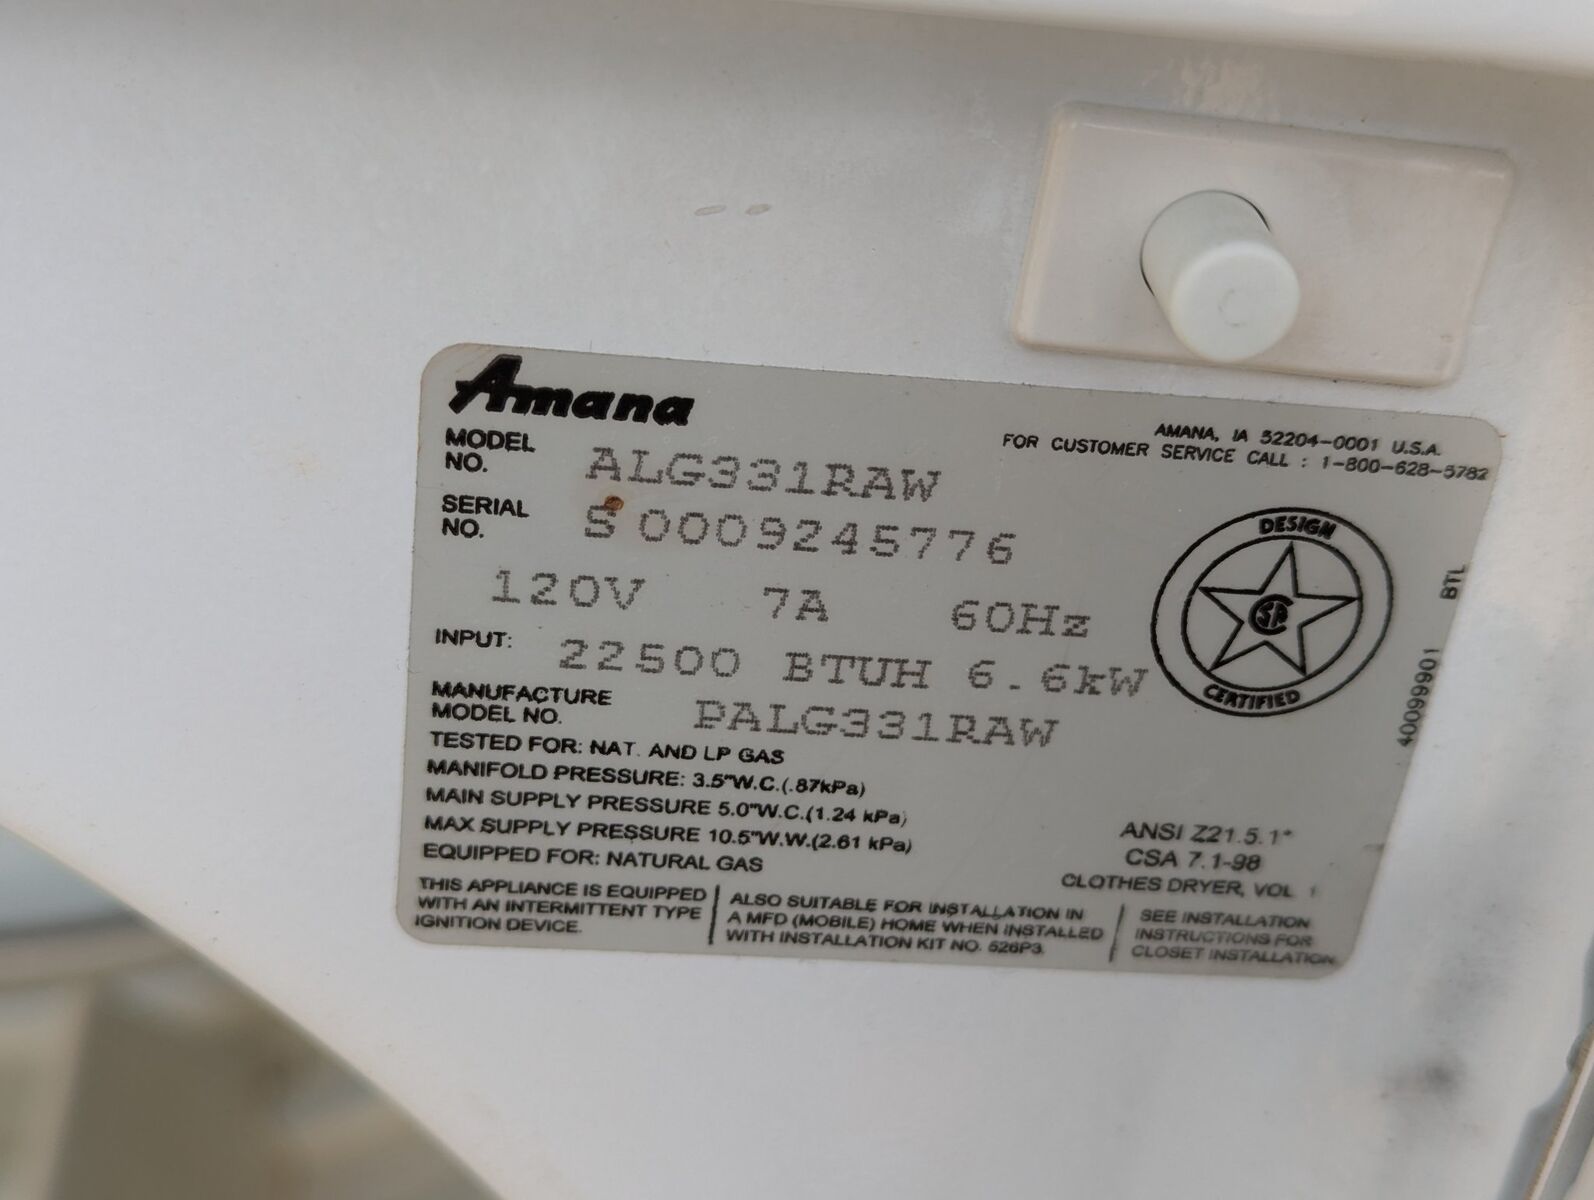 Amana
AMANA, IA 52204-0001 U.S.A.
FOR CUSTOMER SERVICE CALL : 1-800-628-5782
MODEL NO. ALG331RAW
SERIAL NO. S 0009245776
120V 7A 60Hz
INPUT: 22500 BTUH 6.6kW
MANUFACTURE MODEL NO. PALG331RAW
TESTED FOR: NAT. AND LP GAS
MANIFOLD PRESSURE: 3.5"W.C.(.87kPa)
MAIN SUPPLY PRESSURE 5.0"W.C.(1.24 kPa)
MAX SUPPLY PRESSURE 10.5"W.W.(2.61 kPa)
EQUIPPED FOR: NATURAL GAS
DESIGN
CERTIFIED
BTL
40099901
ANSI Z21.5.1*
CSA 7.1-98
CLOTHES DRYER, VOL 1
THIS APPLIANCE IS EQUIPPED
WITH AN INTERMITTENT TYPE
IGNITION DEVICE.
ALSO SUITABLE FOR INSTALLATION IN
A MFD (MOBILE) HOME WHEN INSTALLED
WITH INSTALLATION KIT NO. 526P3.
SEE INSTALLATION
INSTRUCTIONS FOR
CLOSET INSTALLATION